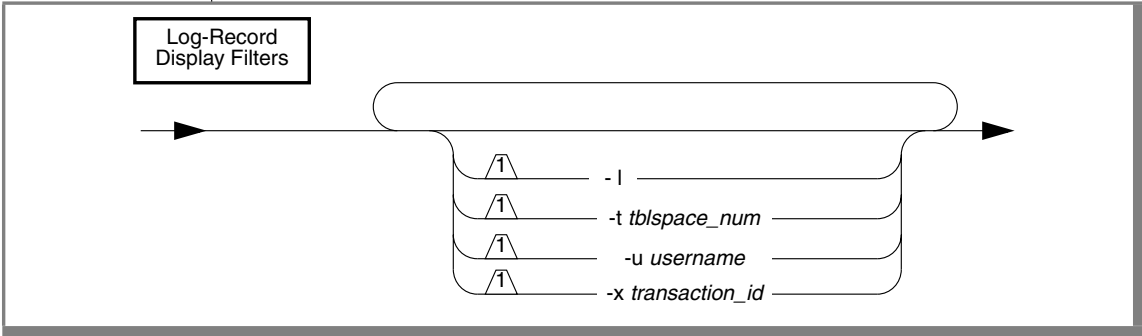 Log-Record
Display Filters
1
- l
1
-t tblspace_num
1
-u username
1
-x transaction_id